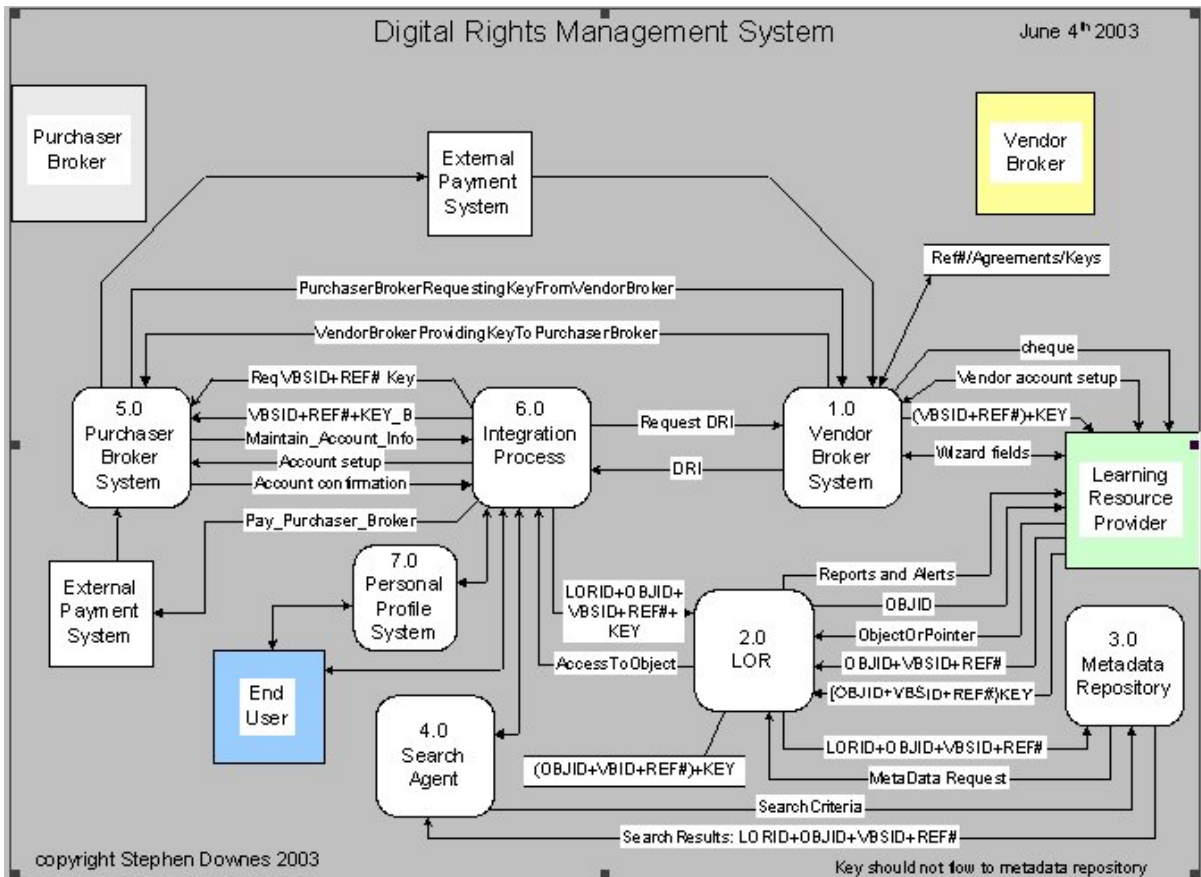 Digital Rights Management System
June 4th 2003
Purchaser
Broker
External
Payment
System
Vendor
Broker
Ref#/Agreements/Keys
PurchaserBrokerRequestingKeyFromVendorBroker
VendorBrokerProvidingKeyToPurchaserBroker
cheque
Vendor account setup
(VBSID+REF#)+KEY
Wizard fields
5.0
Purchaser
Broker
System
ReqVBSID+REF# Key
VBSID+REF#+KEY_B
Maintain_Account_Info
Account setup
Account confirmation
Pay_Purchaser_Broker
6.0
Integration
Process
Request DRI
DRI
1.0
Vendor
Broker
System
Learning
Resource
Provider
External
Payment
System
7.0
Personal
Profile
System
LORID+OBJID+
VBSID+REF#+
KEY
AccessToObject
2.0
LOR
Reports and Alerts
OBJID
ObjectOrPointer
OBJID+VBSID+REF#
(OBJID+VBSID+REF#)KEY
3.0
Metadata
Repository
End
User
4.0
Search
Agent
(OBJID+VBID+REF#)+KEY
LORID+OBJID+VBSID+REF#
MetaData Request
SearchCriteria
Search Results: LORID+OBJID+VBSID+REF#
copyright Stephen Downes 2003
Key should not flow to metadata repository